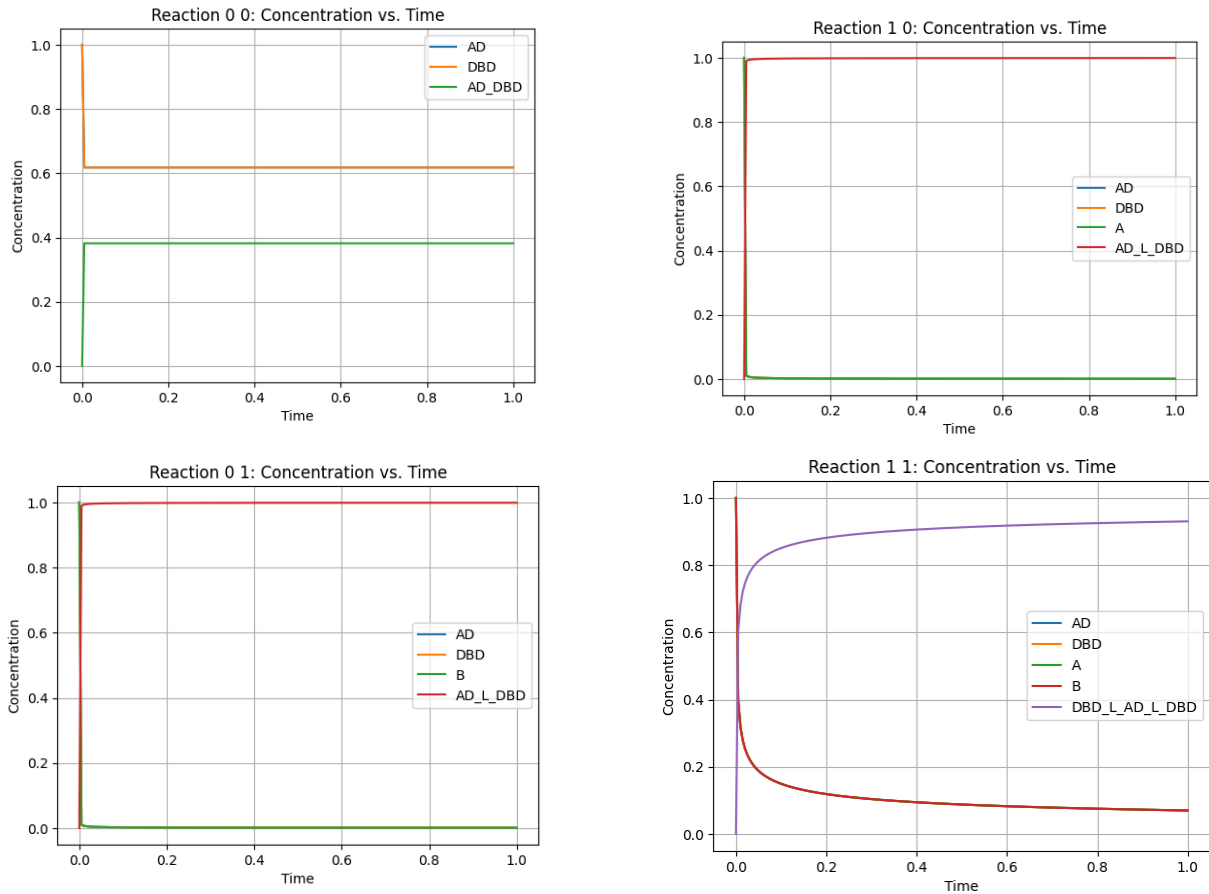 Reaction 0 0: Concentration vs. Time
AD
DBD
AD_DBD
1.0
0.8
0.6
0.4
0.2
0.0
Concentration
0.0 0.2 0.4 0.6 0.8 1.0
Time
Reaction 1 0: Concentration vs. Time
1.0
0.8
0.6
0.4
0.2
0.0
Concentration
AD
DBD
A
AD_L_DBD
0.0 0.2 0.4 0.6 0.8 1.0
Time
Reaction 0 1: Concentration vs. Time
1.0
0.8
0.6
0.4
0.2
0.0
Concentration
AD
DBD
B
AD_L_DBD
0.0 0.2 0.4 0.6 0.8 1.0
Time
Reaction 1 1: Concentration vs. Time
1.0
0.8
0.6
0.4
0.2
0.0
Concentration
AD
DBD
A
B
DBD_L_AD_L_DBD
0.0 0.2 0.4 0.6 0.8 1.0
Time